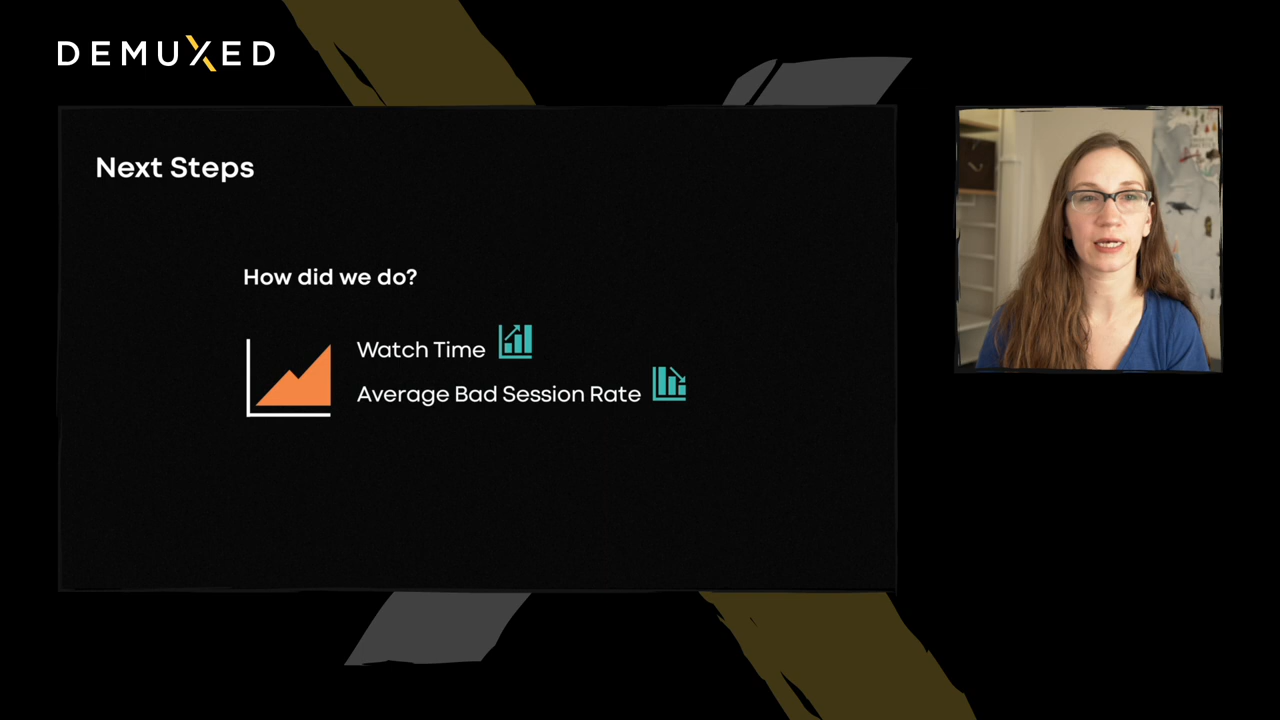 DEMUXED
Next Steps
How did we do?
Watch Time
Average Bad Session Rate